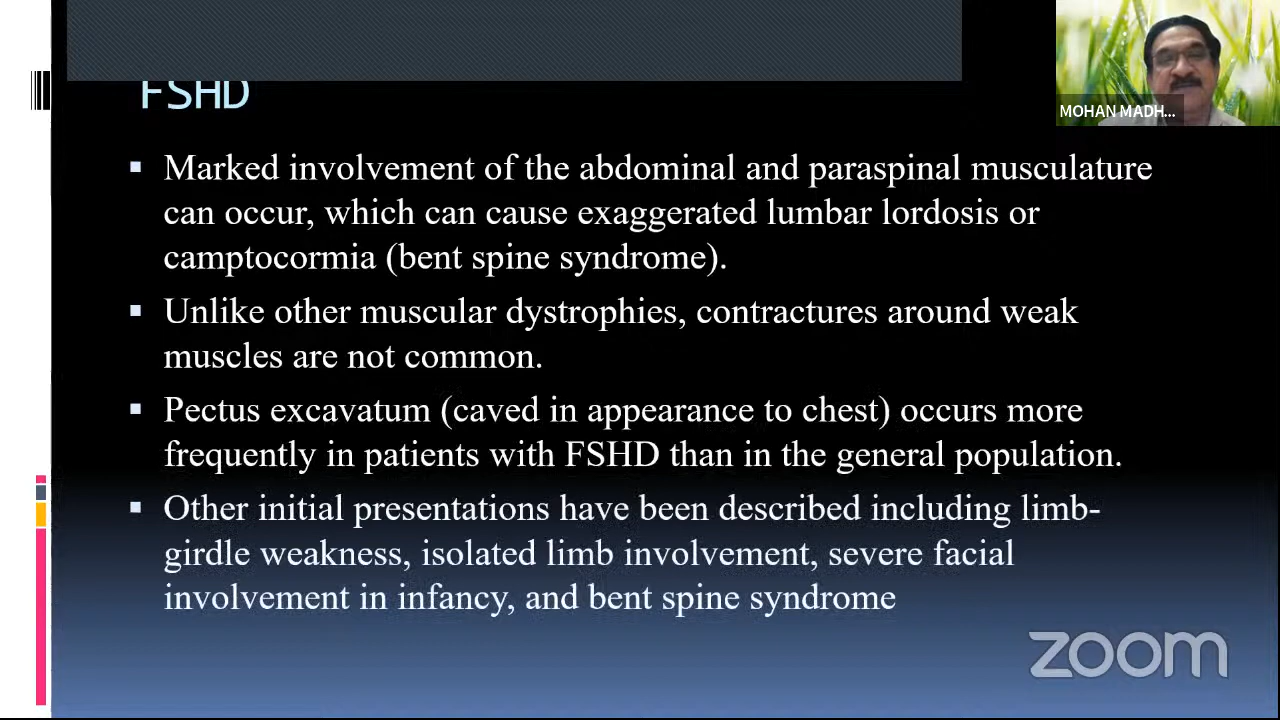 FSHD
MOHAN MADH...
▪ Marked involvement of the abdominal and paraspinal musculature
can occur, which can cause exaggerated lumbar lordosis or
camptocormia (bent spine syndrome).
▪ Unlike other muscular dystrophies, contractures around weak
muscles are not common.
▪ Pectus excavatum (caved in appearance to chest) occurs more
frequently in patients with FSHD than in the general population.
▪ Other initial presentations have been described including limb-
girdle weakness, isolated limb involvement, severe facial
involvement in infancy, and bent spine syndrome
zoom